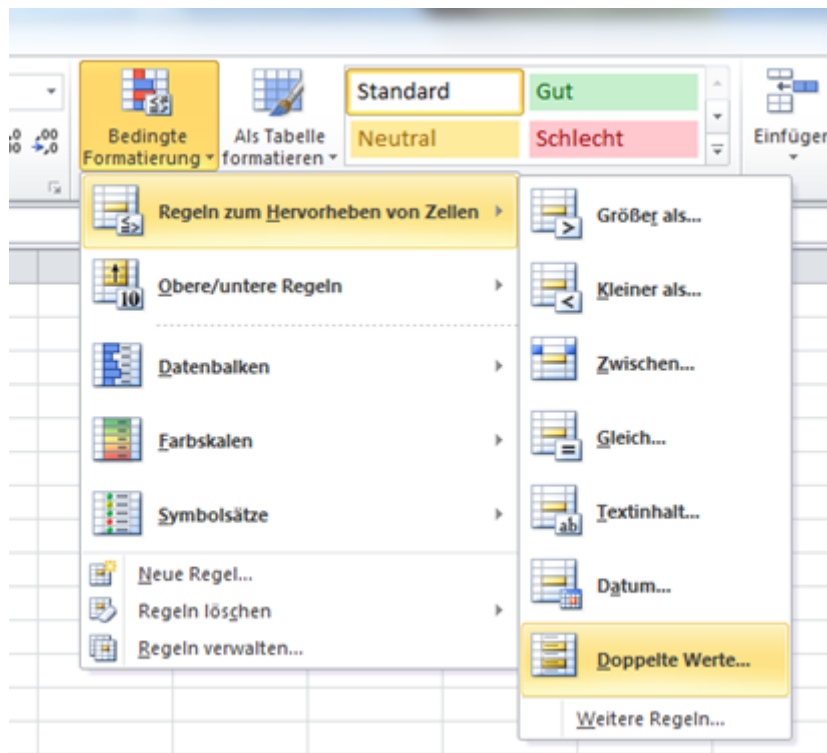 Standard
Gut
Bedingte
Formatierung
Als Tabelle
formatieren
Neutral
Schlecht
Einfügen
Regeln zum Hervorheben von Zellen
Obere/untere Regeln
Datenbalken
Farbskalen
Symbolsätze
Neue Regel...
Regeln löschen
Regeln verwalten...
Größer als...
Kleiner als...
Zwischen...
Gleich...
Textinhalt...
Datum...
Doppelte Werte...
Weitere Regeln...